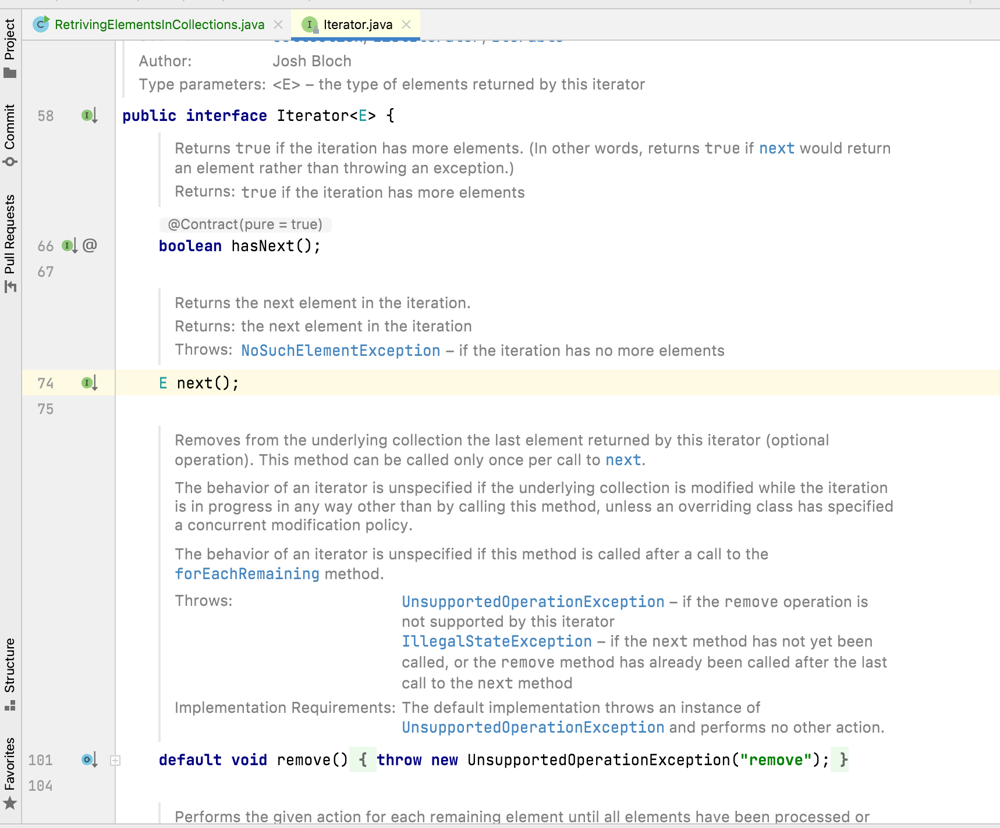 RetrivingElementsInCollections.java
Iterator.java
Project
Commit
Pull Requests
Structure
Favorites
Collection, ListIterator, Iterable
Author: Josh Bloch
Type parameters: <E> – the type of elements returned by this iterator
58 public interface Iterator<E> {
Returns true if the iteration has more elements. (In other words, returns true if next would return
an element rather than throwing an exception.)
Returns: true if the iteration has more elements
@Contract(pure = true)
66 @ boolean hasNext();
67
Returns the next element in the iteration.
Returns: the next element in the iteration
Throws: NoSuchElementException – if the iteration has no more elements
74 E next();
75
Removes from the underlying collection the last element returned by this iterator (optional
operation). This method can be called only once per call to next.
The behavior of an iterator is unspecified if the underlying collection is modified while the iteration
is in progress in any way other than by calling this method, unless an overriding class has specified
a concurrent modification policy.
The behavior of an iterator is unspecified if this method is called after a call to the
forEachRemaining method.
Throws: UnsupportedOperationException – if the remove operation is
not supported by this iterator
IllegalStateException – if the next method has not yet been
called, or the remove method has already been called after the last
call to the next method
Implementation Requirements: The default implementation throws an instance of
UnsupportedOperationException and performs no other action.
101 default void remove() { throw new UnsupportedOperationException("remove"); }
104
Performs the given action for each remaining element until all elements have been processed or